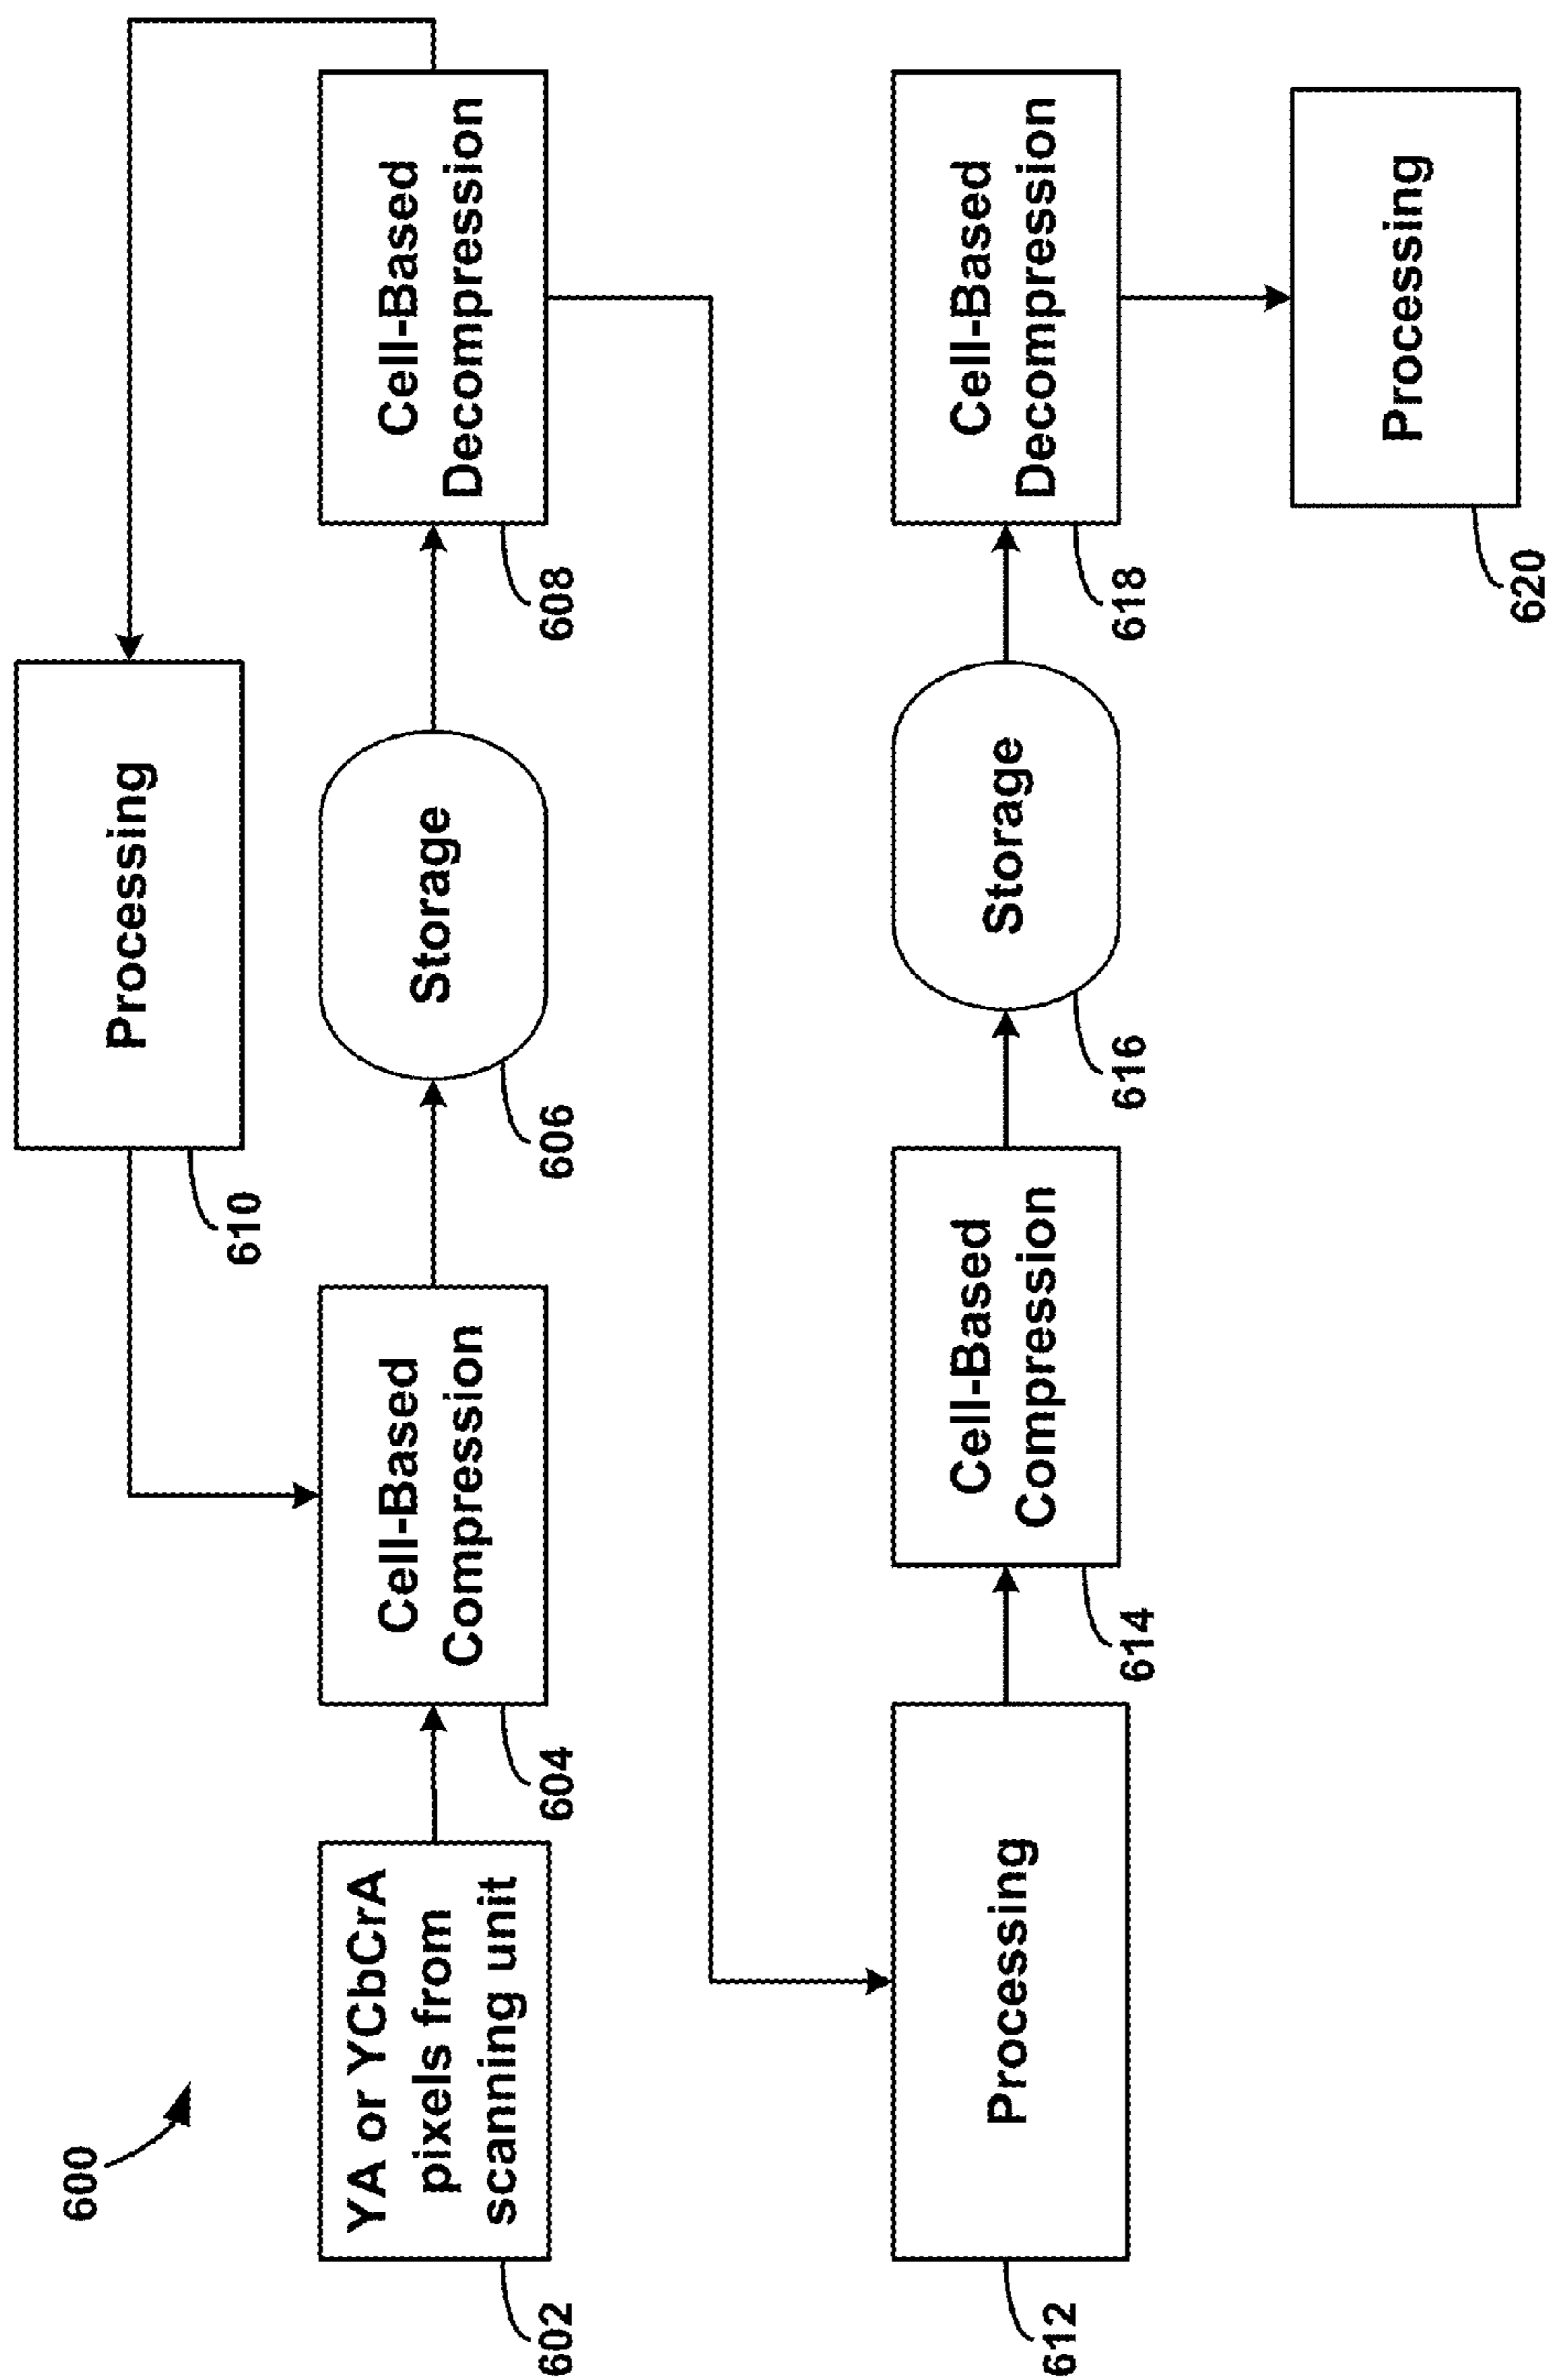 600
Processing
610
YA or YCbCrA
pixels from
scanning unit
602
Cell-Based
Compression
604
Storage
606
Cell-Based
Decompression
608
Processing
612
Cell-Based
Compression
614
Storage
616
Cell-Based
Decompression
618
Processing
620